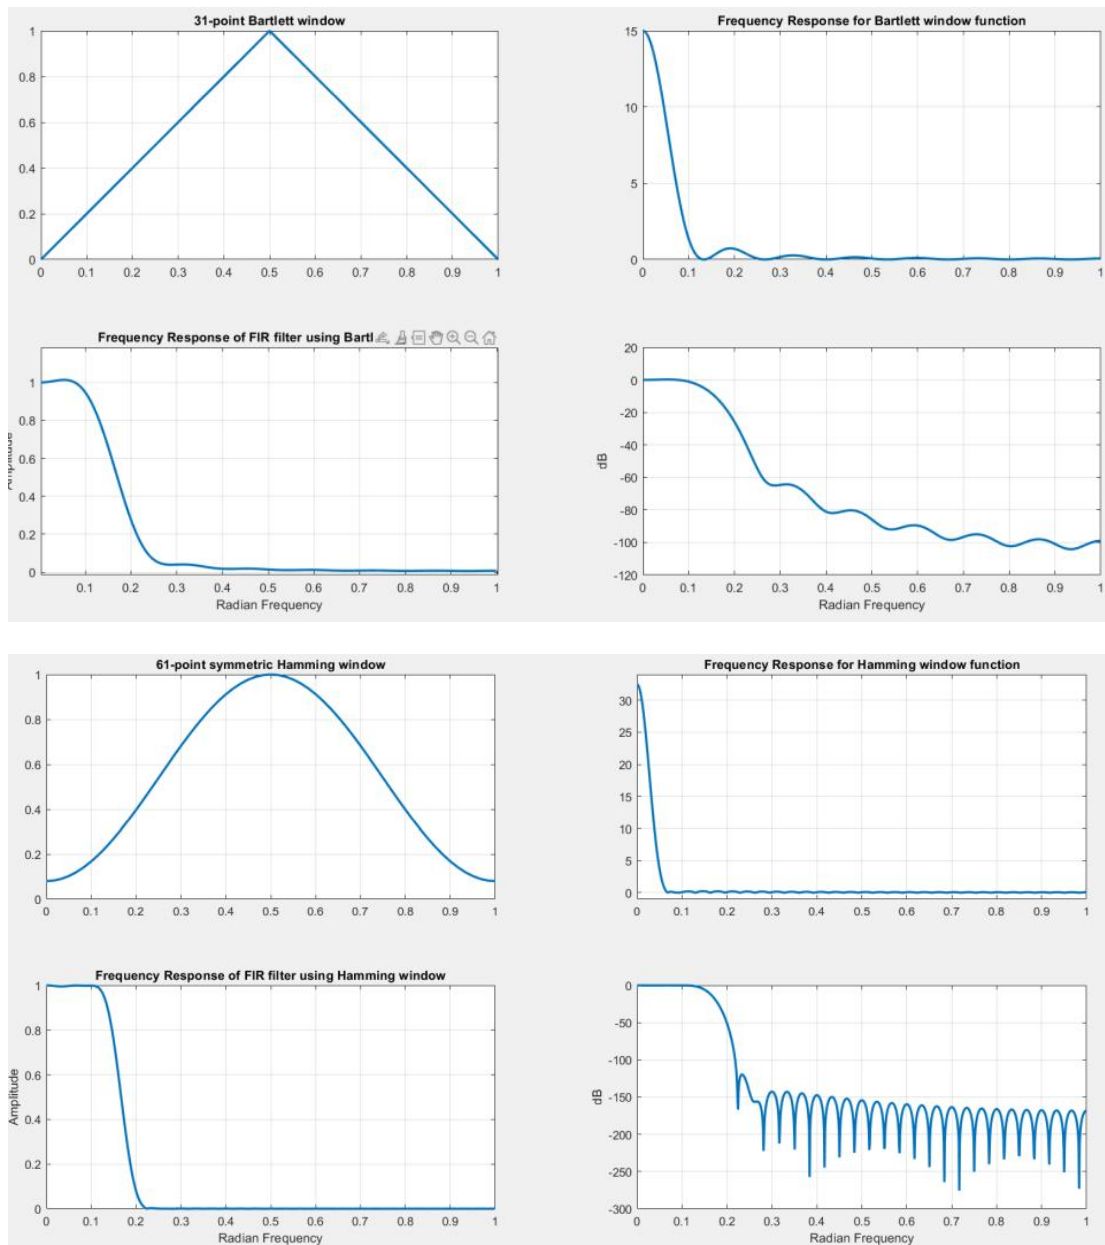 31-point Bartlett window
1
0.8
0.6
0.4
0.2
0
0 0.1 0.2 0.3 0.4 0.5 0.6 0.7 0.8 0.9 1
Frequency Response for Bartlett window function
15
10
5
0
0 0.1 0.2 0.3 0.4 0.5 0.6 0.7 0.8 0.9 1
Frequency Response of FIR filter using Bartl
Amplitude
1
0.8
0.6
0.4
0.2
0
0.1 0.2 0.3 0.4 0.5 0.6 0.7 0.8 0.9 1
Radian Frequency
dB
20
0
-20
-40
-60
-80
-100
-120
0 0.1 0.2 0.3 0.4 0.5 0.6 0.7 0.8 0.9 1
Radian Frequency
61-point symmetric Hamming window
1
0.8
0.6
0.4
0.2
0
0 0.1 0.2 0.3 0.4 0.5 0.6 0.7 0.8 0.9 1
Frequency Response for Hamming window function
30
25
20
15
10
5
0
0 0.1 0.2 0.3 0.4 0.5 0.6 0.7 0.8 0.9 1
Frequency Response of FIR filter using Hamming window
Amplitude
1
0.8
0.6
0.4
0.2
0
0 0.1 0.2 0.3 0.4 0.5 0.6 0.7 0.8 0.9 1
Radian Frequency
dB
0
-50
-100
-150
-200
-250
-300
0 0.1 0.2 0.3 0.4 0.5 0.6 0.7 0.8 0.9 1
Radian Frequency